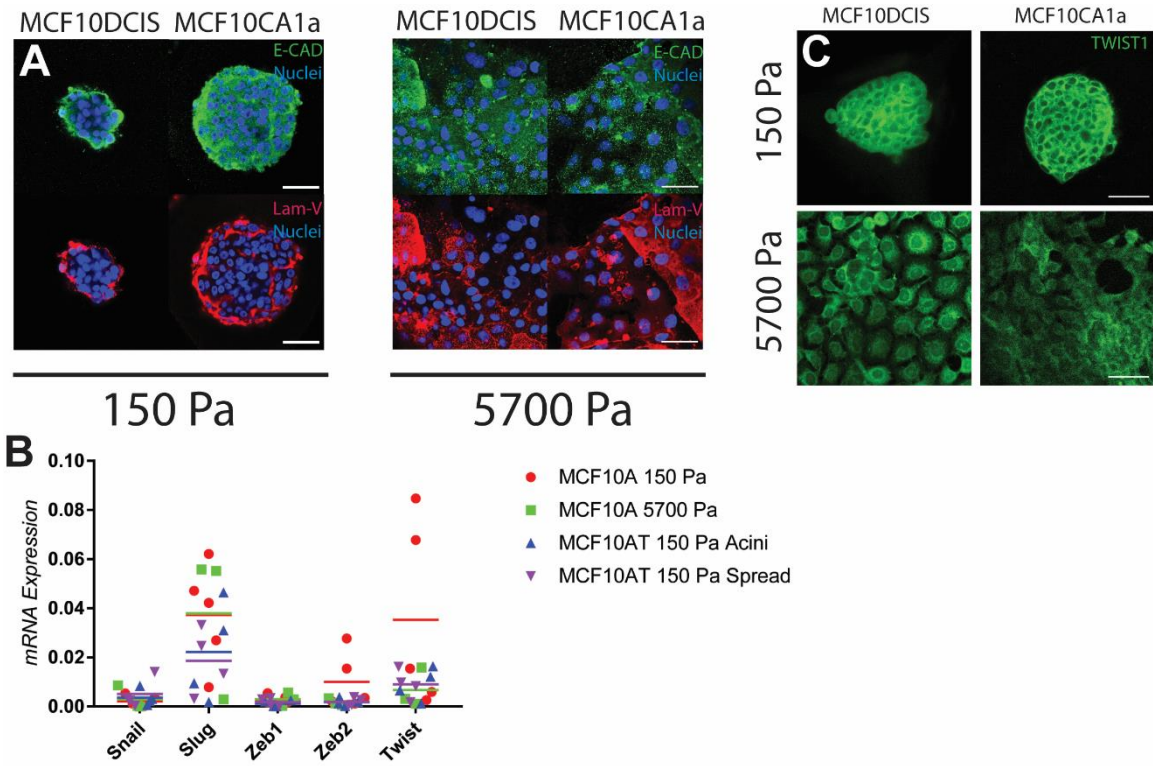 MCF10DCIS MCF10CA1a
A
E-CAD
Nuclei
Lam-V
Nuclei
150 Pa
MCF10DCIS MCF10CA1a
E-CAD
Nuclei
Lam-V
Nuclei
5700 Pa
C
MCF10DCIS MCF10CA1a
TWIST1
150 Pa
5700 Pa
B
mRNA Expression
0.10
0.08
0.06
0.04
0.02
0.00
Snail
Slug
Zeb1
Zeb2
Twist
MCF10A 150 Pa
MCF10A 5700 Pa
MCF10AT 150 Pa Acini
MCF10AT 150 Pa Spread